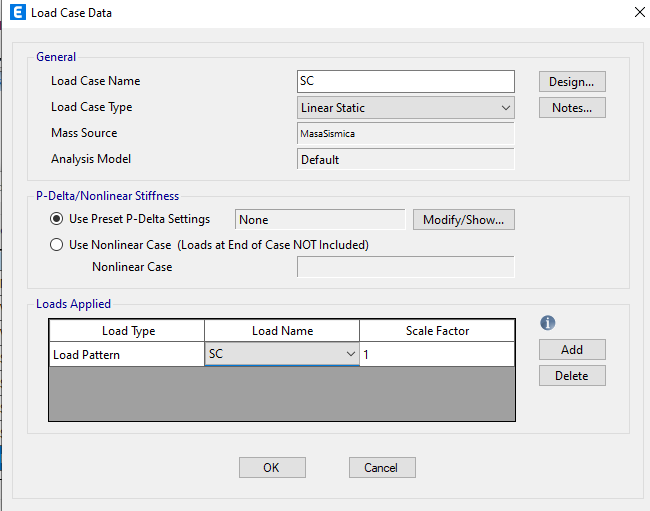 E Load Case Data
General
Load Case Name SC Design...
Load Case Type Linear Static Notes...
Mass Source MasaSismica
Analysis Model Default
P-Delta/Nonlinear Stiffness
Use Preset P-Delta Settings None Modify/Show...
Use Nonlinear Case (Loads at End of Case NOT Included)
Nonlinear Case
Loads Applied
Load Type Load Name Scale Factor
Load Pattern SC 1
Add
Delete
OK Cancel